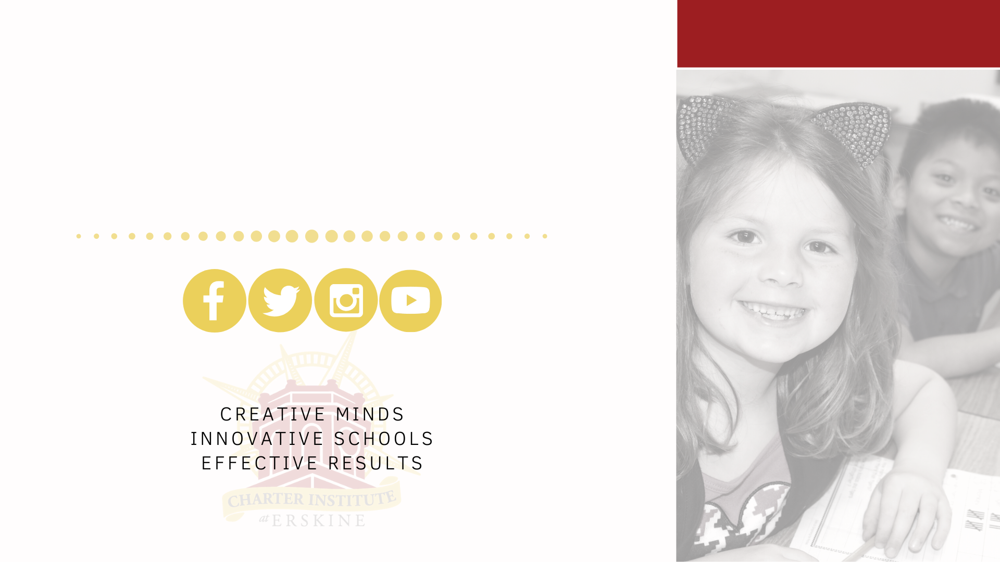 CREATIVE MINDS
INNOVATIVE SCHOOLS
EFFECTIVE RESULTS
CHARTER INSTITUTE
at ERSKINE